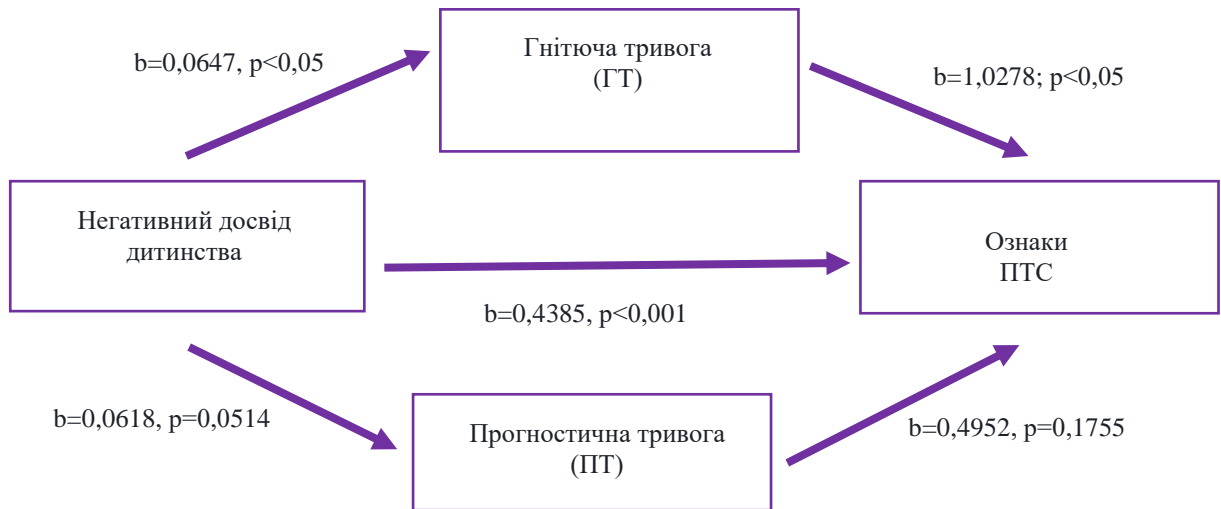 Гнітюча тривога
(ГТ)
b=0,0647, p<0,05
b=1,0278; p<0,05
Негативний досвід
дитинства
Ознаки
ПТС
b=0,4385, p<0,001
b=0,0618, p=0,0514
Прогностична тривога
(ПТ)
b=0,4952, p=0,1755